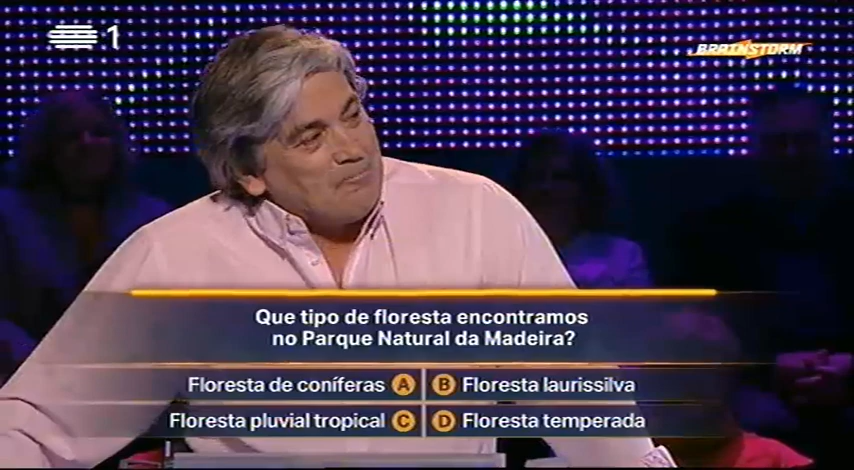 1
BRAINSTORM
Que tipo de floresta encontramos
no Parque Natural da Madeira?
Floresta de coníferas A
B Floresta laurissilva
Floresta pluvial tropical C
D Floresta temperada